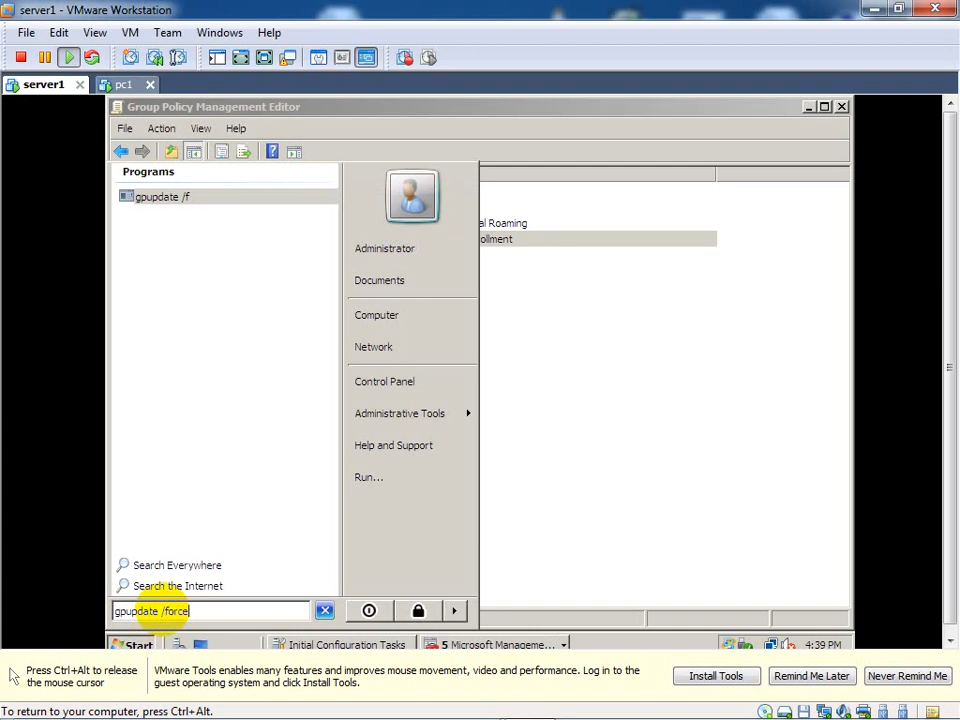 server1 - VMware Workstation
File Edit View VM Team Windows Help
server1 pc1
Group Policy Management Editor
File Action View Help
Programs
gpupdate /f
al Roaming
ollment
Administrator
Documents
Computer
Network
Control Panel
Administrative Tools
Help and Support
Run...
Search Everywhere
Search the Internet
gpupdate /force
Start Initial Configuration Tasks 5 Microsoft Manageme... 4:39 PM
Press Ctrl+Alt to release
the mouse cursor
VMware Tools enables many features and improves mouse movement, video and performance. Log in to the
guest operating system and click Install Tools.
Install Tools Remind Me Later Never Remind Me
To return to your computer, press Ctrl+Alt.